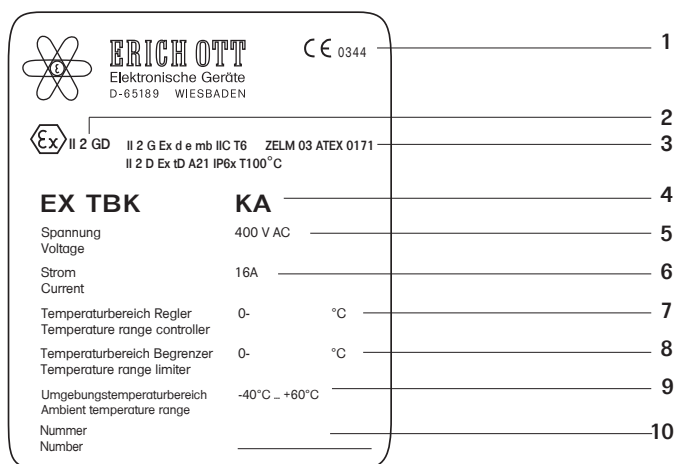 ERICH OTT
Elektronische Geräte
D-65189 WIESBADEN
CE 0344
1
2
Ex II 2 GD II 2 G Ex d e mb IIC T6 ZELM 03 ATEX 0171
3
II 2 D Ex tD A21 IP6x T100°C
EX TBK KA
4
Spannung 400 V AC
5
Voltage
Strom 16A
6
Current
Temperaturbereich Regler 0- °C
7
Temperature range controller
Temperaturbereich Begrenzer 0- °C
8
Temperature range limiter
Umgebungstemperaturbereich -40°C ... +60°C
9
Ambient temperature range
Nummer
10
Number